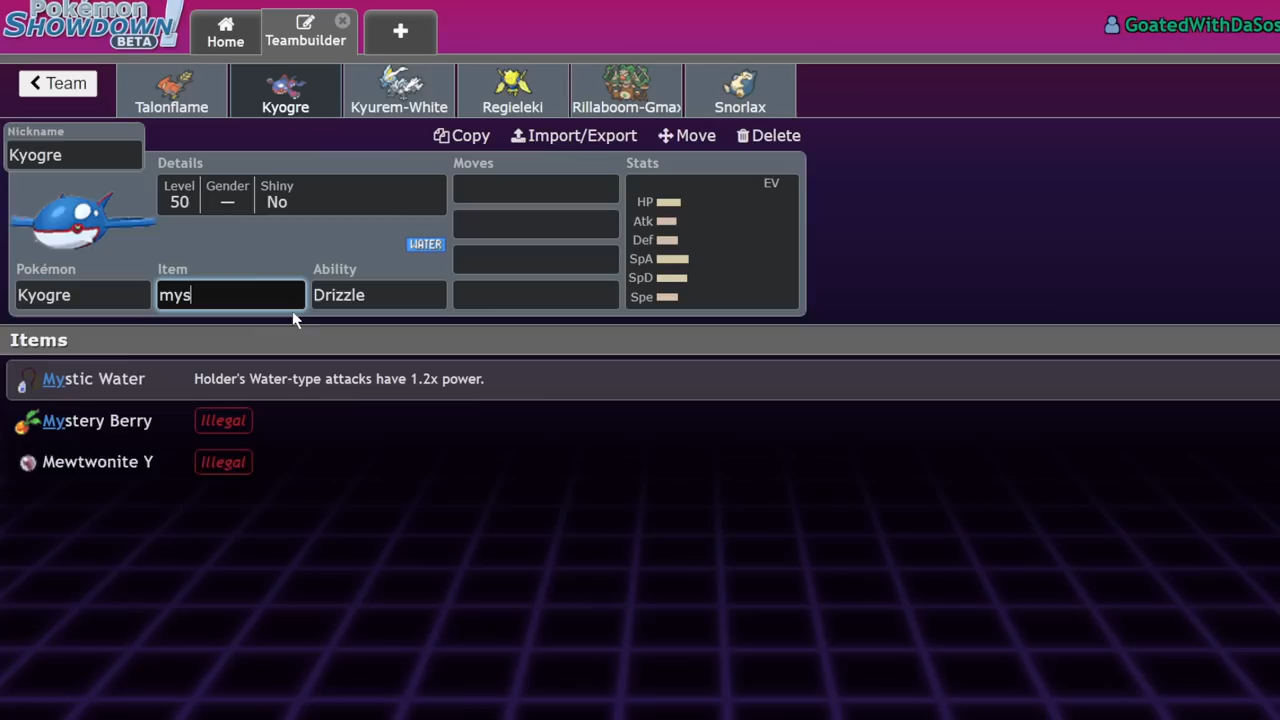 Pokémon
SHOWDOWN!
BETA
Home
Teambuilder
GoatedWithDaSos
Team
Talonflame
Kyogre
Kyurem-White
Regieleki
Rillaboom-Gmax
Snorlax
Nickname
Kyogre
Copy Import/Export Move Delete
Details
Moves
Stats
Level Gender Shiny
50 — No
EV
HP
Atk
Def
SpA
SpD
Spe
WATER
Pokémon Item Ability
Kyogre mys Drizzle
Items
Mystic Water Holder's Water-type attacks have 1.2x power.
Mystery Berry Illegal
Mewtwonite Y Illegal